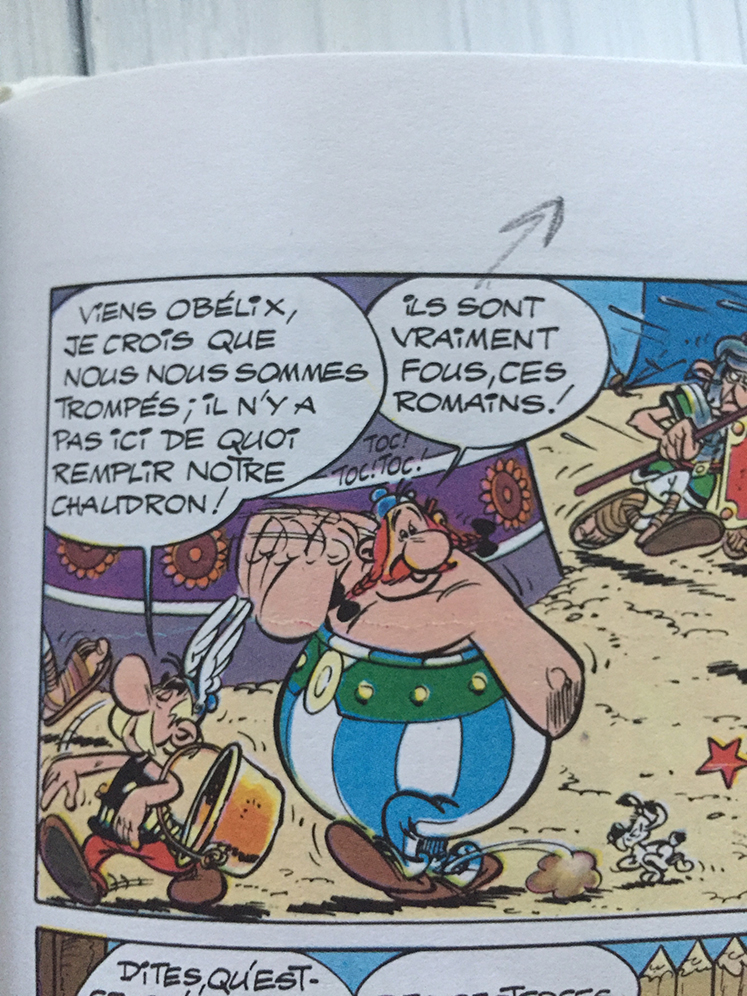 VIENS OBÉLIX,
JE CROIS QUE
NOUS NOUS SOMMES
TROMPÉS; IL N'Y A
PAS ICI DE QUOI
REMPLIR NOTRE
CHAUDRON!
ILS SONT
VRAIMENT
FOUS, CES
ROMAINS!
TOC!
TOC! TOC!
DITES, QU'EST-